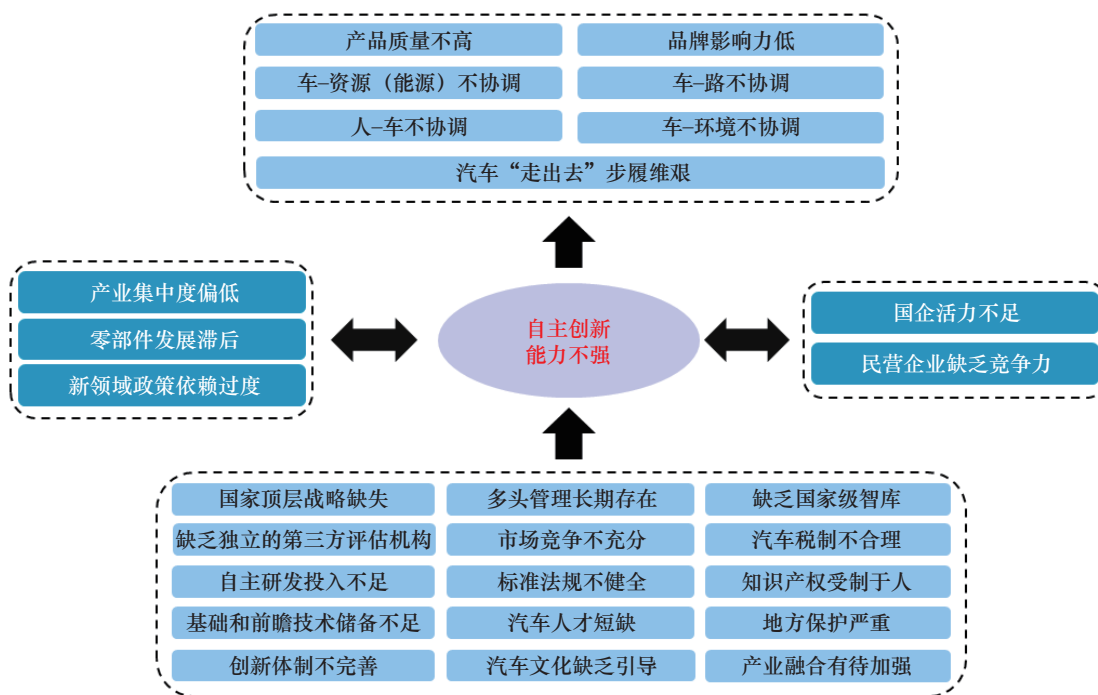 产品质量不高
品牌影响力低
车–资源（能源）不协调
车–路不协调
人–车不协调
车–环境不协调
汽车“走出去”步履维艰
产业集中度偏低
零部件发展滞后
新领域政策依赖过度
自主创新
能力不强
国企活力不足
民营企业缺乏竞争力
国家顶层战略缺失
多头管理长期存在
缺乏国家级智库
缺乏独立的第三方评估机构
市场竞争不充分
汽车税制不合理
自主研发投入不足
标准法规不健全
知识产权受制于人
基础和前瞻技术储备不足
汽车人才短缺
地方保护严重
创新体制不完善
汽车文化缺乏引导
产业融合有待加强